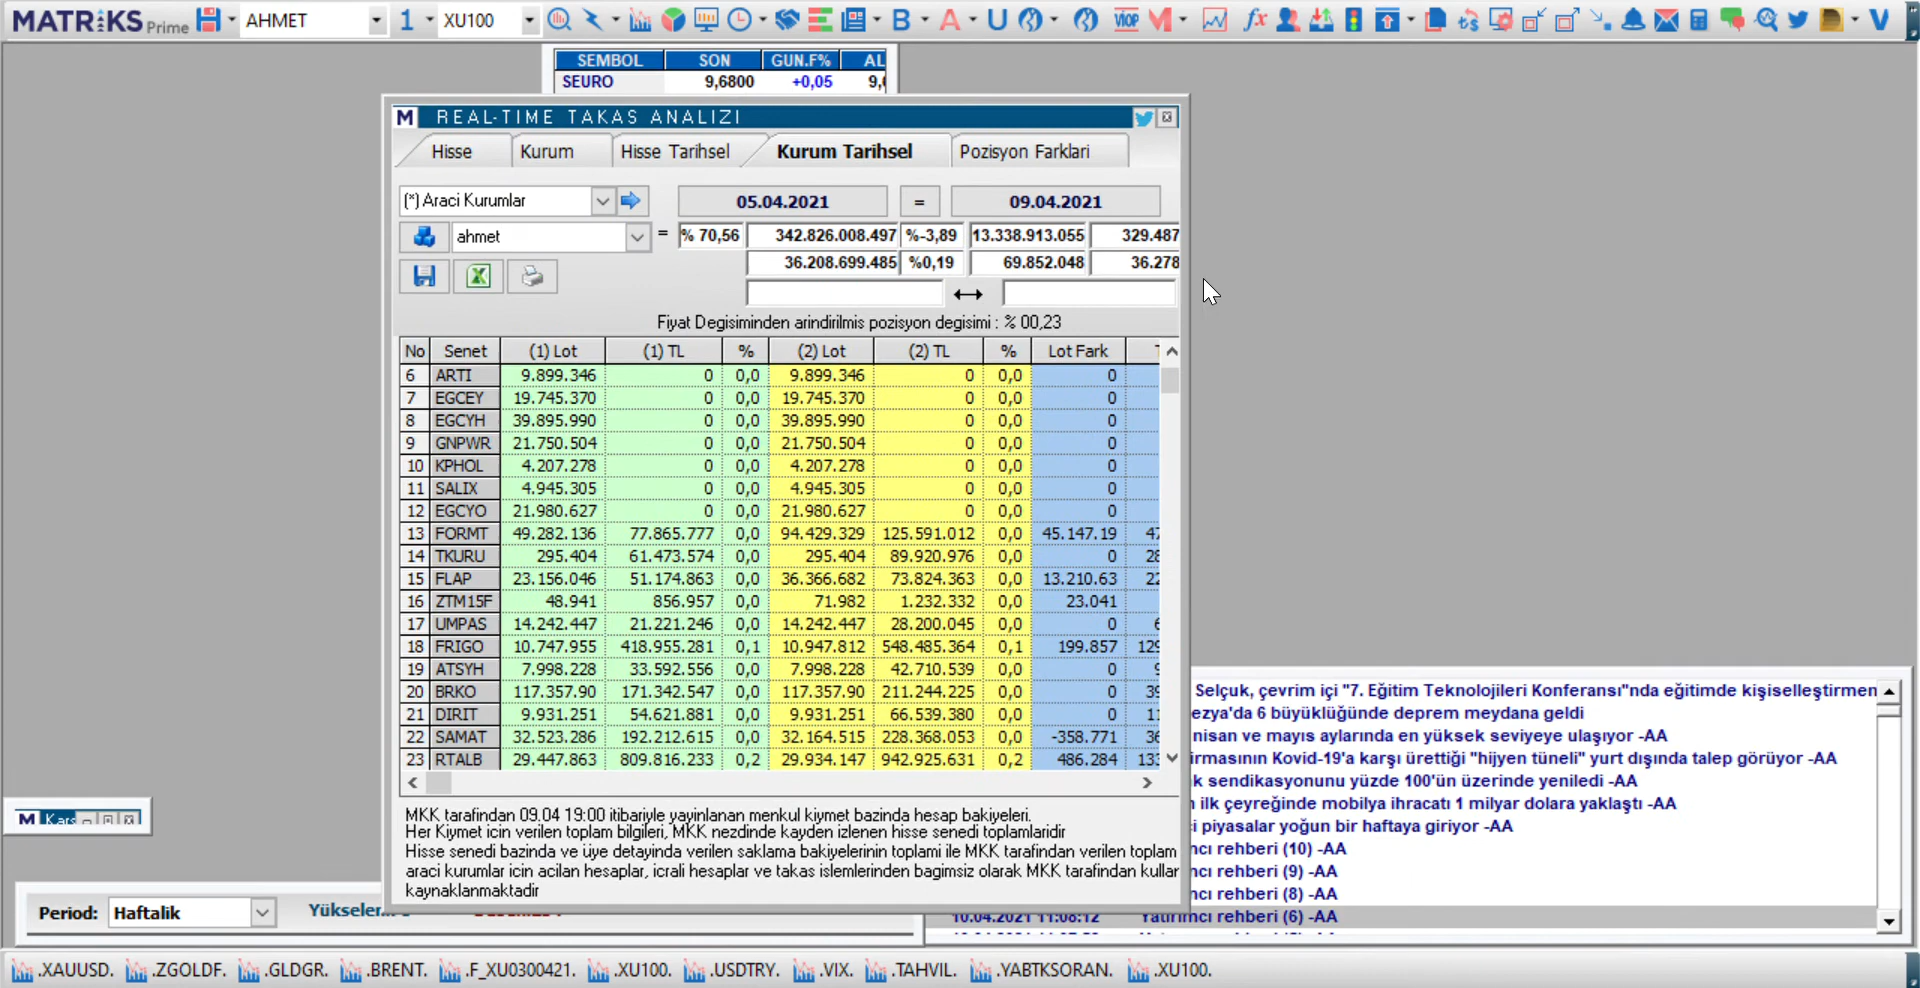 MATRiKS Prime AHMET 1 XU100 B A U VIOP fx
SEMBOL SON GUN.F% AL
SEURO 9,6800 +0,05
M REAL-TIME TAKAS ANALIZI
Hisse Kurum Hisse Tarihsel Kurum Tarihsel Pozisyon Farklari
(*) Araci Kurumlar 05.04.2021 = 09.04.2021
ahmet = % 70,56 342.826.008.497 %-3,89 13.338.913.055 329.487
36.208.699.485 %0,19 69.852.048 36.278
Fiyat Degisiminden arindirilmis pozisyon degisimi : % 00,23
No Senet (1) Lot (1) TL % (2) Lot (2) TL % Lot Fark
6 ARTI 9.899.346 0 0,0 9.899.346 0 0,0 0
7 EGCEY 19.745.370 0 0,0 19.745.370 0 0,0 0
8 EGCYH 39.895.990 0 0,0 39.895.990 0 0,0 0
9 GNPWR 21.750.504 0 0,0 21.750.504 0 0,0 0
10 KPHOL 4.207.278 0 0,0 4.207.278 0 0,0 0
11 SALIX 4.945.305 0 0,0 4.945.305 0 0,0 0
12 EGCYO 21.980.627 0 0,0 21.980.627 0 0,0 0
13 FORMT 49.282.136 77.865.777 0,0 94.429.329 125.591.012 0,0 45.147.19 47
14 TKURU 295.404 61.473.574 0,0 295.404 89.920.976 0,0 0 28
15 FLAP 23.156.046 51.174.863 0,0 36.366.682 73.824.363 0,0 13.210.63 22
16 ZTM15F 48.941 856.957 0,0 71.982 1.232.332 0,0 23.041
17 UMPAS 14.242.447 21.221.246 0,0 14.242.447 28.200.045 0,0 0 6
18 FRIGO 10.747.955 418.955.281 0,1 10.947.812 548.485.364 0,1 199.857 129
19 ATSYH 7.998.228 33.592.556 0,0 7.998.228 42.710.539 0,0 0 9
20 BRKO 117.357.90 171.342.547 0,0 117.357.90 211.244.225 0,0 0 39
21 DIRIT 9.931.251 54.621.881 0,0 9.931.251 66.539.380 0,0 0 11
22 SAMAT 32.523.286 192.212.615 0,0 32.164.515 228.368.053 0,0 -358.771 36
23 RTALB 29.447.863 809.816.233 0,2 29.934.147 942.925.631 0,2 486.284 133
MKK tarafindan 09.04 19:00 itibariyle yayinlanan menkul kiymet bazinda hesap bakiyeleri.
Her Kiymet icin verilen toplam bilgileri, MKK nezdinde kayden izlenen hisse senedi toplamlaridir
Hisse senedi bazinda ve üye detayinda verilen saklama bakiyelerinin toplami ile MKK tarafindan verilen toplam
araci kurumlar icin acilan hesaplar, icrali hesaplar ve takas islemlerinden bagimsiz olarak MKK tarafindan kullar
kaynaklanmaktadir
Selçuk, çevrim içi "7. Eğitim Teknolojileri Konferansı"nda eğitimde kişiselleştirmen
ezya'da 6 büyüklüğünde deprem meydana geldi
nisan ve mayıs aylarında en yüksek seviyeye ulaşıyor -AA
rmasının Kovid-19'a karşı ürettiği "hijyen tüneli" yurt dışında talep görüyor -AA
k sendikasyonunu yüzde 100'ün üzerinde yeniledi -AA
n ilk çeyreğinde mobilya ihracatı 1 milyar dolara yaklaştı -AA
i piyasalar yoğun bir haftaya giriyor -AA
ncı rehberi (10) -AA
ncı rehberi (9) -AA
ncı rehberi (8) -AA
10.04.2021 11:08:12 Yatırımcı rehberi (6) -AA
M Kars
Period: Haftalik Yükselen
.XAUUSD. .ZGOLDF. .GLDGR. .BRENT. .F_XU0300421. .XU100. .USDTRY. .VIX. .TAHVIL. .YABTKSORAN. .XU100.